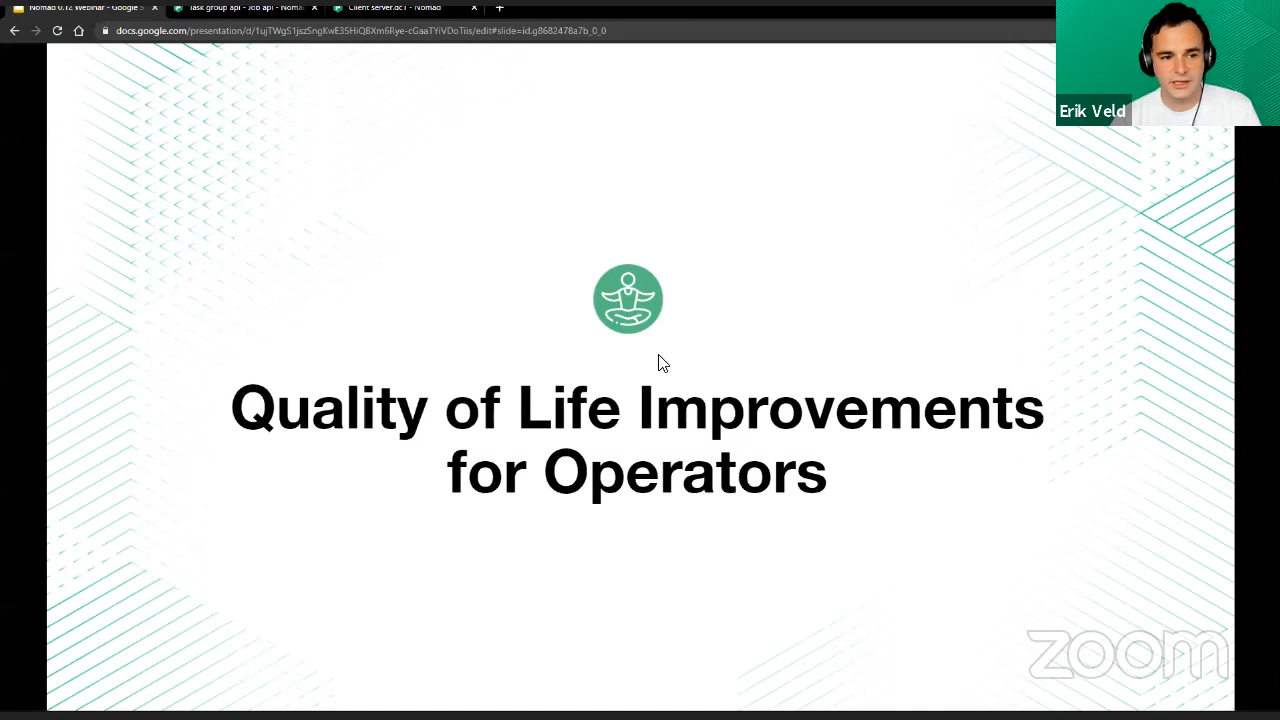 Nomad 0.12 Webinar - Google S
Task group api - Job api - Noma
Client server.dc1 - Nomad
docs.google.com/presentation/d/1ujTWgS1jszSngKwE35HiQBXm6Rye-cGaaTYiVDoTiis/edit#slide=id.g8682478a7b_0_0
Erik Veld
Quality of Life Improvements
for Operators
zoom